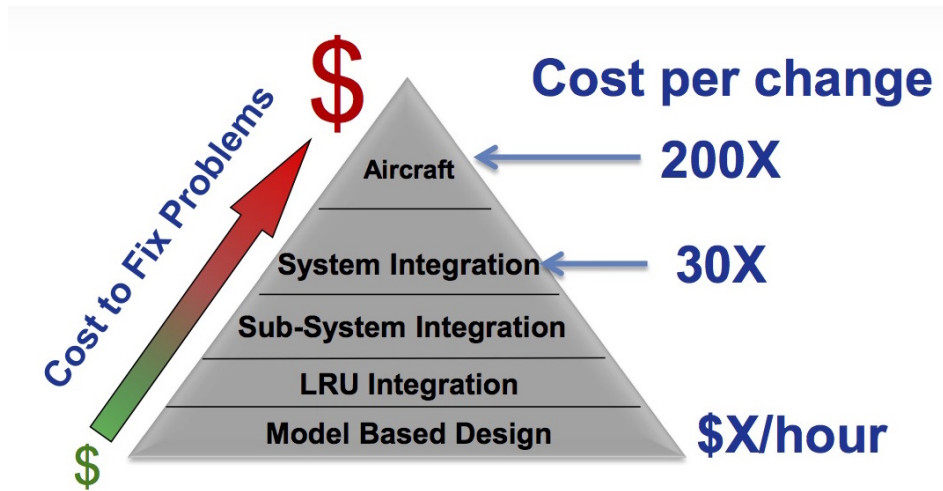 $
Cost per change
Cost to Fix Problems
Aircraft
200X
System Integration
30X
Sub-System Integration
LRU Integration
Model Based Design
$X/hour
$